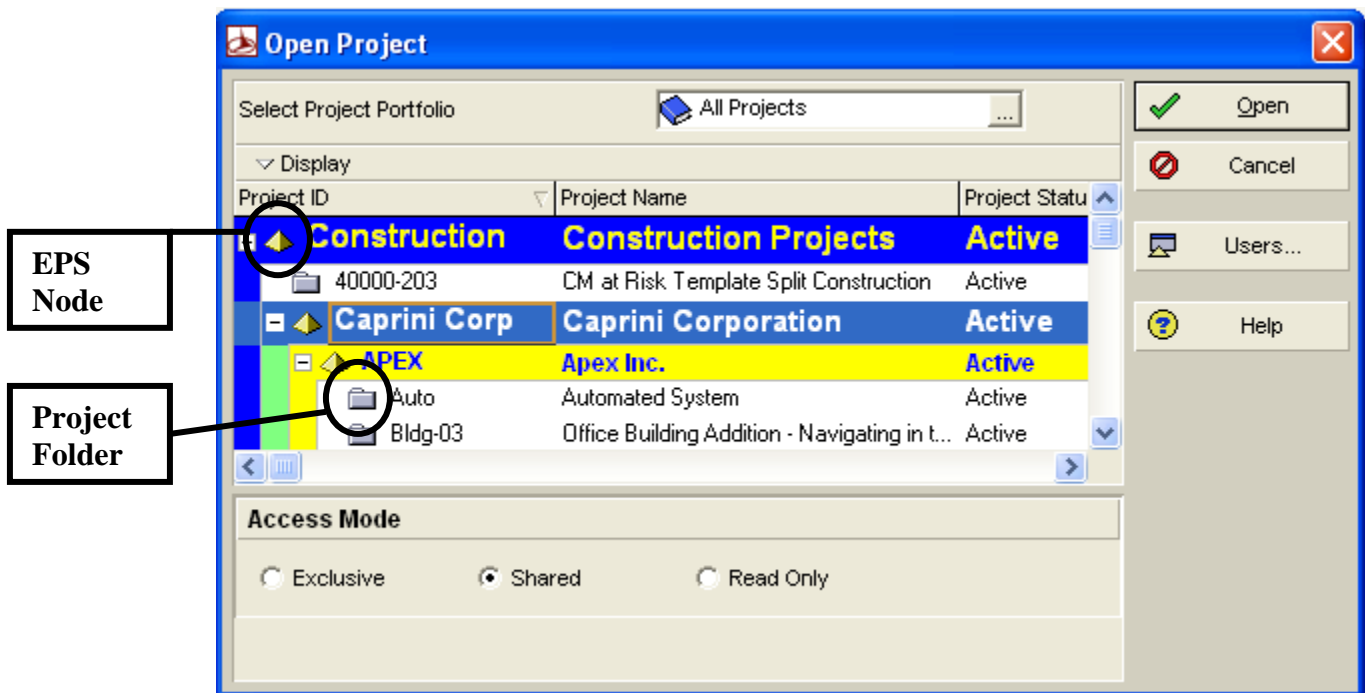 Open Project
Select Project Portfolio All Projects ...
Display
Project ID Project Name Project Statu
Construction Construction Projects Active
40000-203 CM at Risk Template Split Construction Active
Caprini Corp Caprini Corporation Active
APEX Apex Inc. Active
Auto Automated System Active
Bldg-03 Office Building Addition - Navigating in t... Active
Access Mode
Exclusive Shared Read Only
Open
Cancel
Users...
Help
EPS
Node
Project
Folder